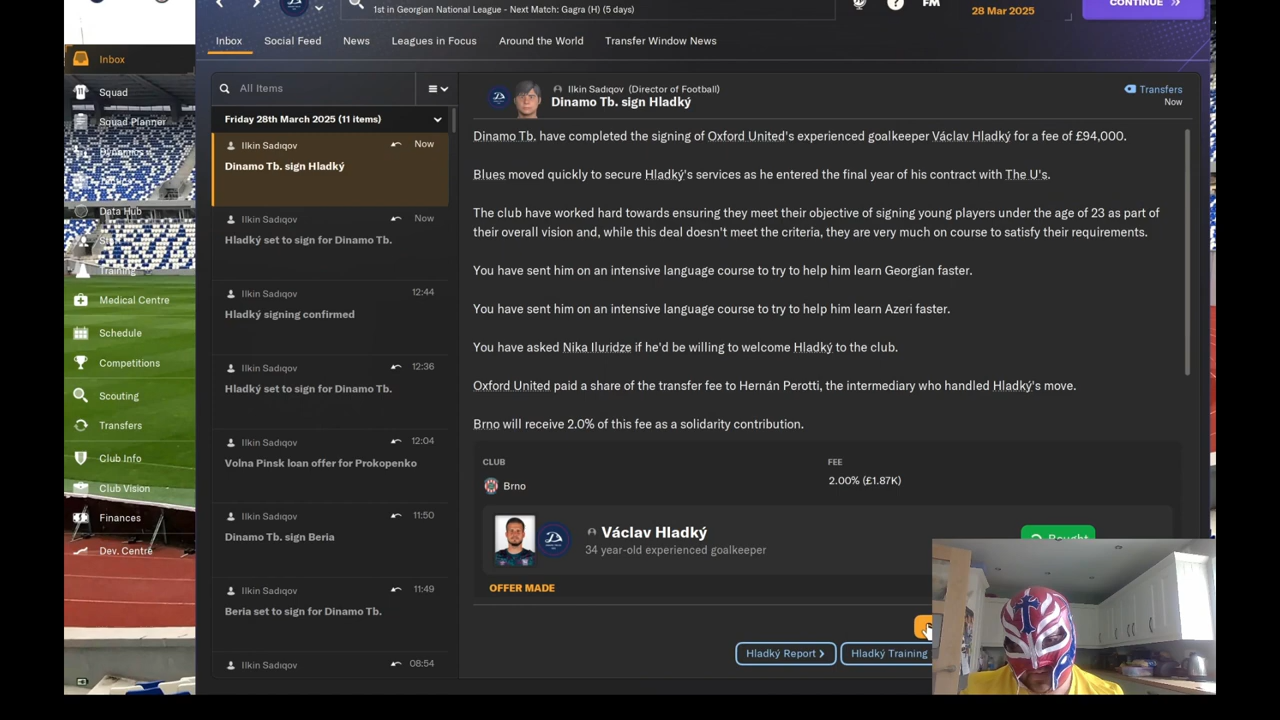 1st in Georgian National League - Next Match: Gagra (H) (5 days)
FM
28 Mar 2025
CONTINUE
Inbox
Social Feed
News
Leagues in Focus
Around the World
Transfer Window News
Inbox
Squad
Squad Planner
Dynamics
Data Hub
Staff
Training
Medical Centre
Schedule
Competitions
Scouting
Transfers
Club Info
Club Vision
Finances
Dev. Centre
All Items
Friday 28th March 2025 (11 items)
Ilkin Sadıqov
Now
Dinamo Tb. sign Hladký
Ilkin Sadıqov
Now
Hladký set to sign for Dinamo Tb.
Ilkin Sadıqov
12:44
Hladký signing confirmed
Ilkin Sadıqov
12:36
Hladký set to sign for Dinamo Tb.
Ilkin Sadıqov
12:04
Volna Pinsk loan offer for Prokopenko
Ilkin Sadıqov
11:50
Dinamo Tb. sign Beria
Ilkin Sadıqov
11:49
Beria set to sign for Dinamo Tb.
Ilkin Sadıqov
08:54
Ilkin Sadıqov (Director of Football)
Dinamo Tb. sign Hladký
Transfers
Now
Dinamo Tb. have completed the signing of Oxford United's experienced goalkeeper Václav Hladký for a fee of £94,000.
Blues moved quickly to secure Hladký's services as he entered the final year of his contract with The U's.
The club have worked hard towards ensuring they meet their objective of signing young players under the age of 23 as part of
their overall vision and, while this deal doesn't meet the criteria, they are very much on course to satisfy their requirements.
You have sent him on an intensive language course to try to help him learn Georgian faster.
You have sent him on an intensive language course to try to help him learn Azeri faster.
You have asked Nika Iluridze if he'd be willing to welcome Hladký to the club.
Oxford United paid a share of the transfer fee to Hernán Perotti, the intermediary who handled Hladký's move.
Brno will receive 2.0% of this fee as a solidarity contribution.
CLUB
FEE
Brno
2.00% (£1.87K)
Václav Hladký
34 year-old experienced goalkeeper
Bought
OFFER MADE
Hladký Report
Hladký Training